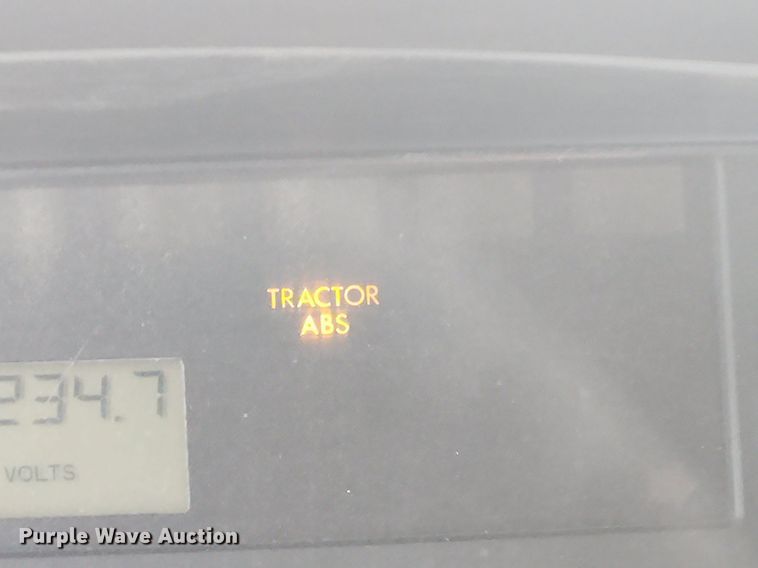 TRACTOR
ABS
234.7
VOLTS
Purple Wave Auction